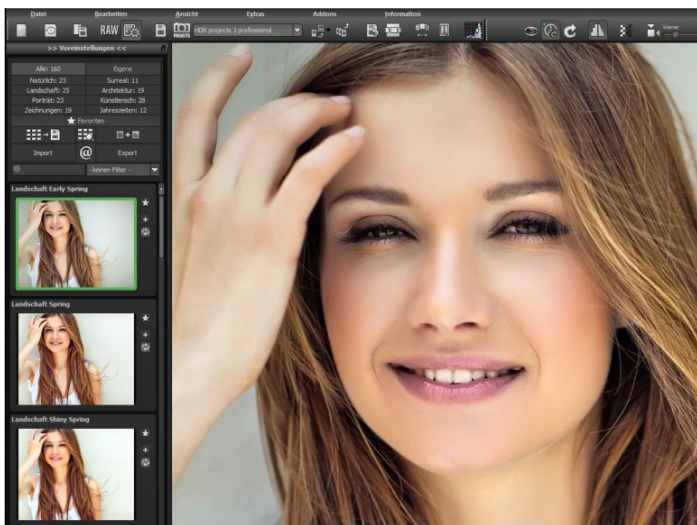 Datei Bearbeiten Ansicht Extras Addons Information
RAW PROJECTS HDR projects 3 professional kleiner
>> Voreinstellungen <<
Alle: 160 Eigene
Natürlich: 23 Surreal: 11
Landschaft: 25 Architektur: 19
Porträt: 23 Künstlerisch: 28
Zeichnungen: 19 Jahreszeiten: 12
Favoriten
Import @ Export
- keinen Filter -
Landschaft Early Spring
Landschaft Spring
Landschaft Shiny Spring